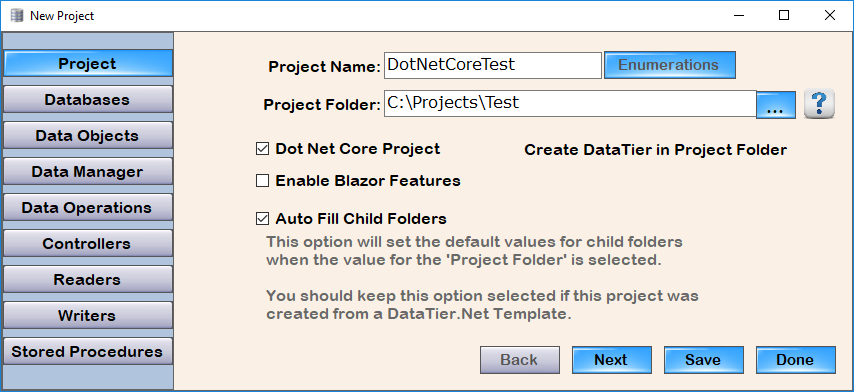 New Project
Project
Databases
Data Objects
Data Manager
Data Operations
Controllers
Readers
Writers
Stored Procedures
Project Name: DotNetCoreTest Enumerations
Project Folder: C:\Projects\Test ... ?
Dot Net Core Project Create DataTier in Project Folder
Enable Blazor Features
Auto Fill Child Folders
This option will set the default values for child folders
when the value for the 'Project Folder' is selected.
You should keep this option selected if this project was
created from a DataTier.Net Template.
Back Next Save Done